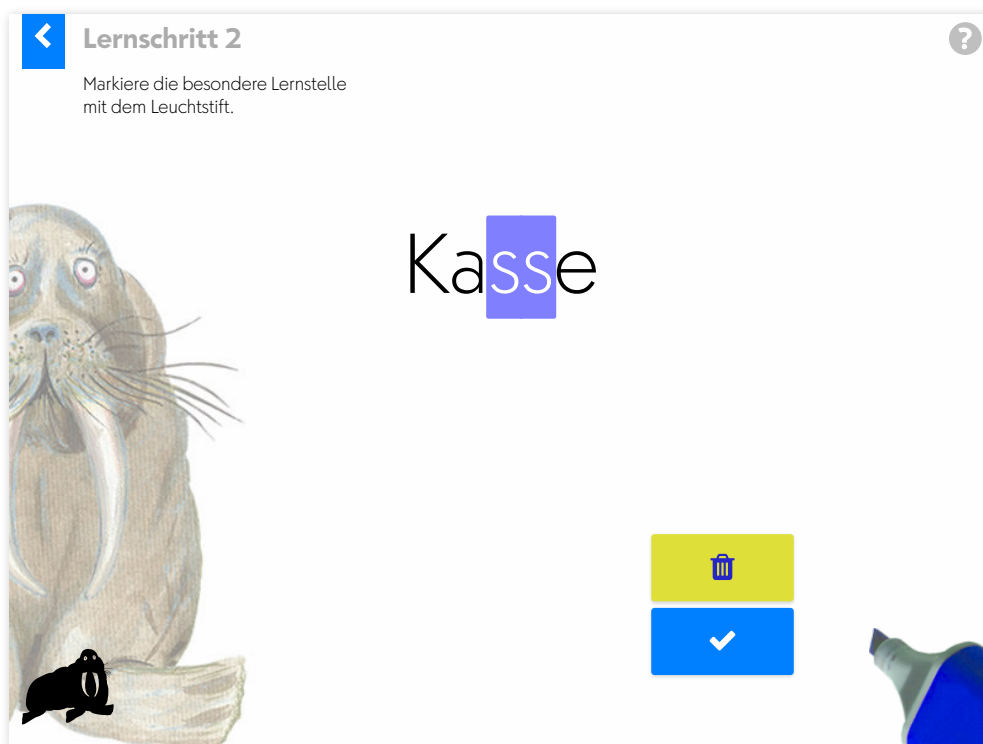 Lernschritt 2
Markiere die besondere Lernstelle
mit dem Leuchtstift.
Kasse